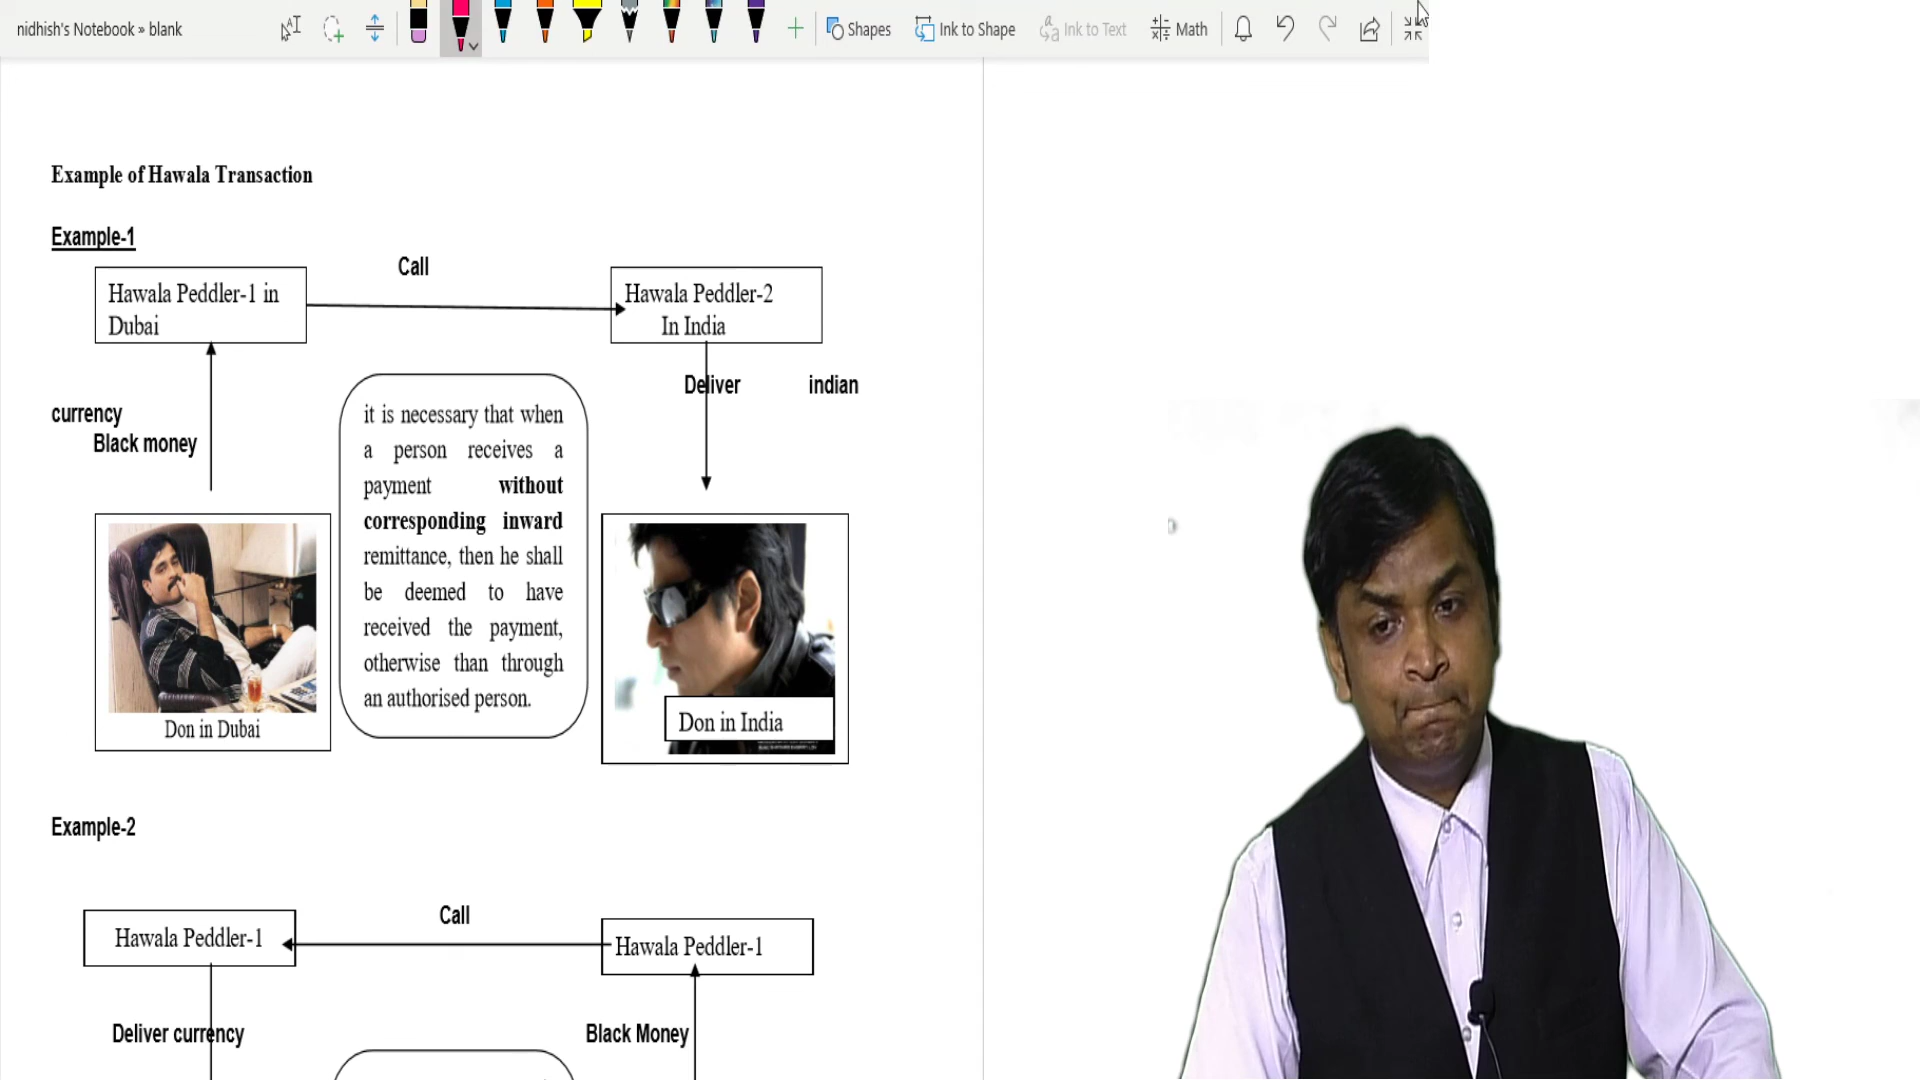 nidhish's Notebook » blank
Shapes
Ink to Shape
Ink to Text
Math
Example of Hawala Transaction
Example-1
Call
Hawala Peddler-1 in
Dubai
Hawala Peddler-2
In India
Deliver indian
currency
Black money
it is necessary that when
a person receives a
payment without
corresponding inward
remittance, then he shall
be deemed to have
received the payment,
otherwise than through
an authorised person.
Don in Dubai
Don in India
Example-2
Call
Hawala Peddler-1
Hawala Peddler-1
Deliver currency
Black Money